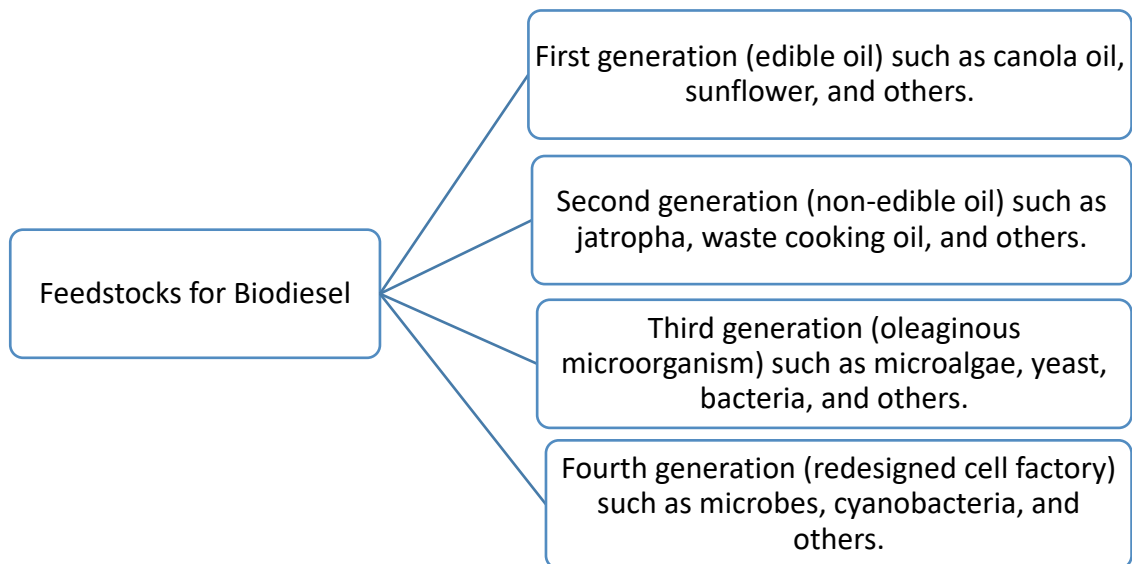 First generation (edible oil) such as canola oil,
sunflower, and others.
Second generation (non-edible oil) such as
jatropha, waste cooking oil, and others.
Feedstocks for Biodiesel
Third generation (oleaginous
microorganism) such as microalgae, yeast,
bacteria, and others.
Fourth generation (redesigned cell factory)
such as microbes, cyanobacteria, and
others.